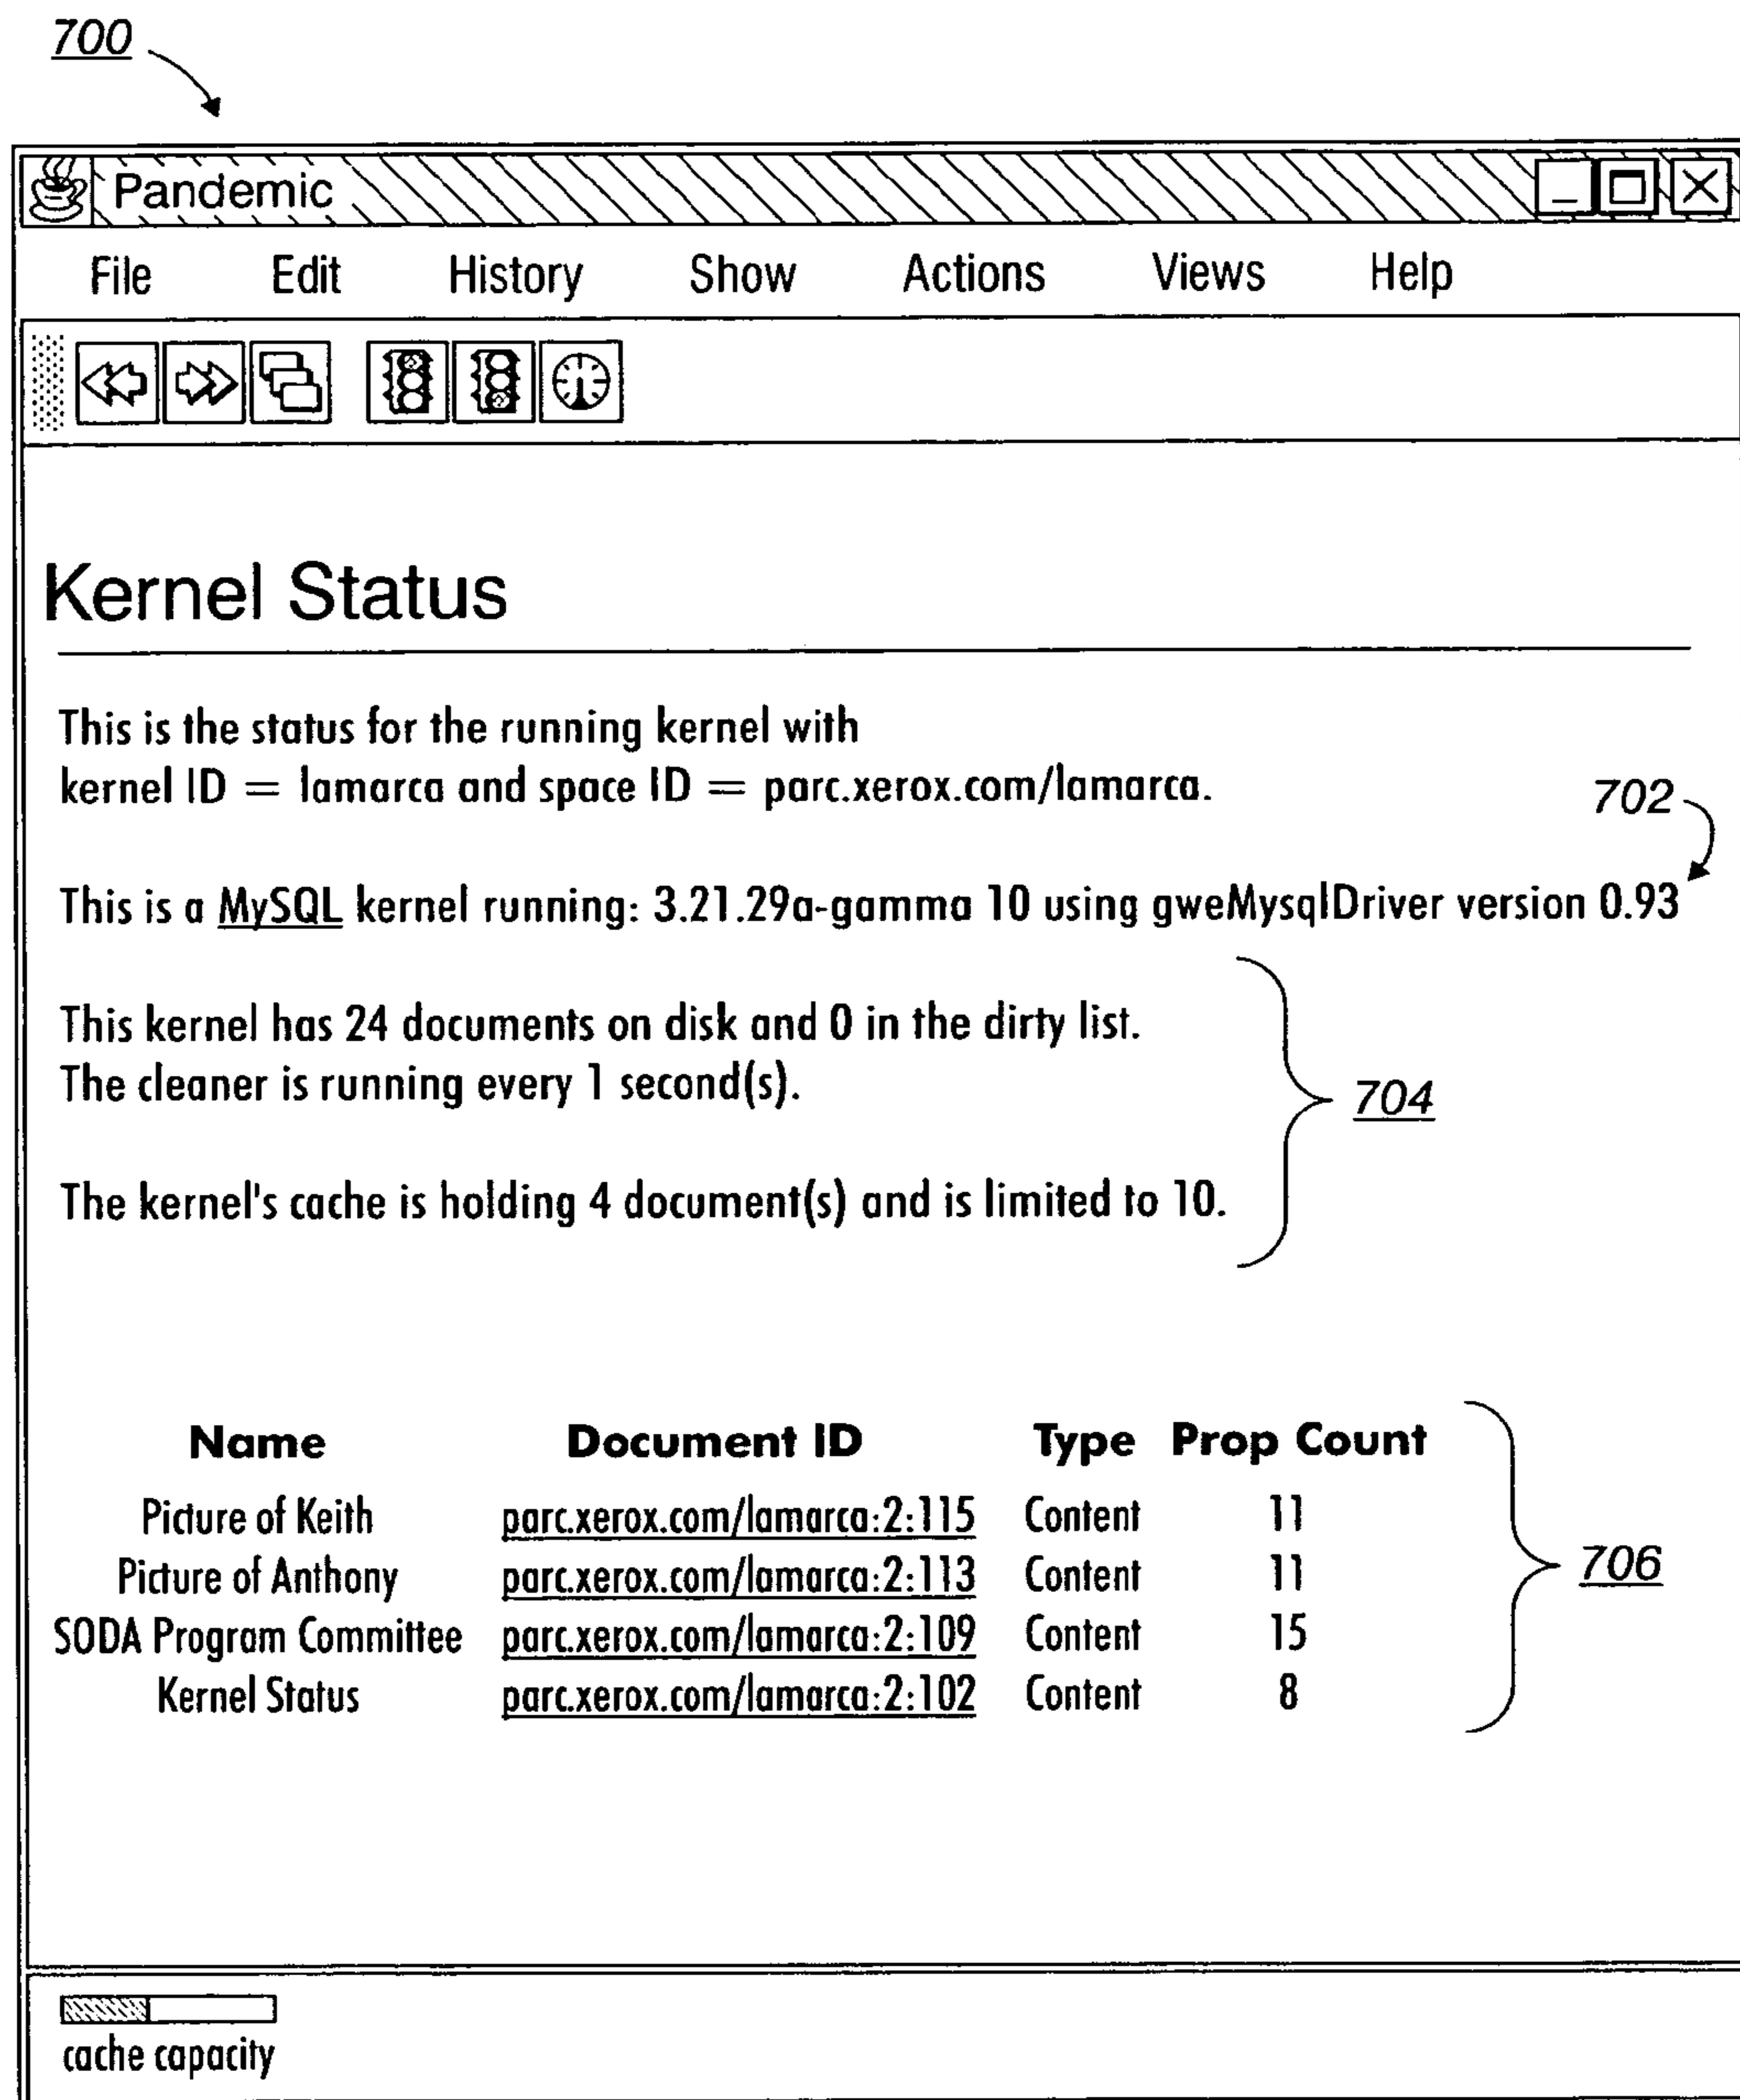 700
Pandemic
File Edit History Show Actions Views Help
Kernel Status
This is the status for the running kernel with
kernel ID = lamarca and space ID = parc.xerox.com/lamarca.
702
This is a MySQL kernel running: 3.21.29a-gamma 10 using gweMysqlDriver version 0.93
This kernel has 24 documents on disk and 0 in the dirty list.
The cleaner is running every 1 second(s).
704
The kernel's cache is holding 4 document(s) and is limited to 10.
Name Document ID Type Prop Count
Picture of Keith parc.xerox.com/lamarca:2:115 Content 11
Picture of Anthony parc.xerox.com/lamarca:2:113 Content 11
706
SODA Program Committee parc.xerox.com/lamarca:2:109 Content 15
Kernel Status parc.xerox.com/lamarca:2:102 Content 8
cache capacity